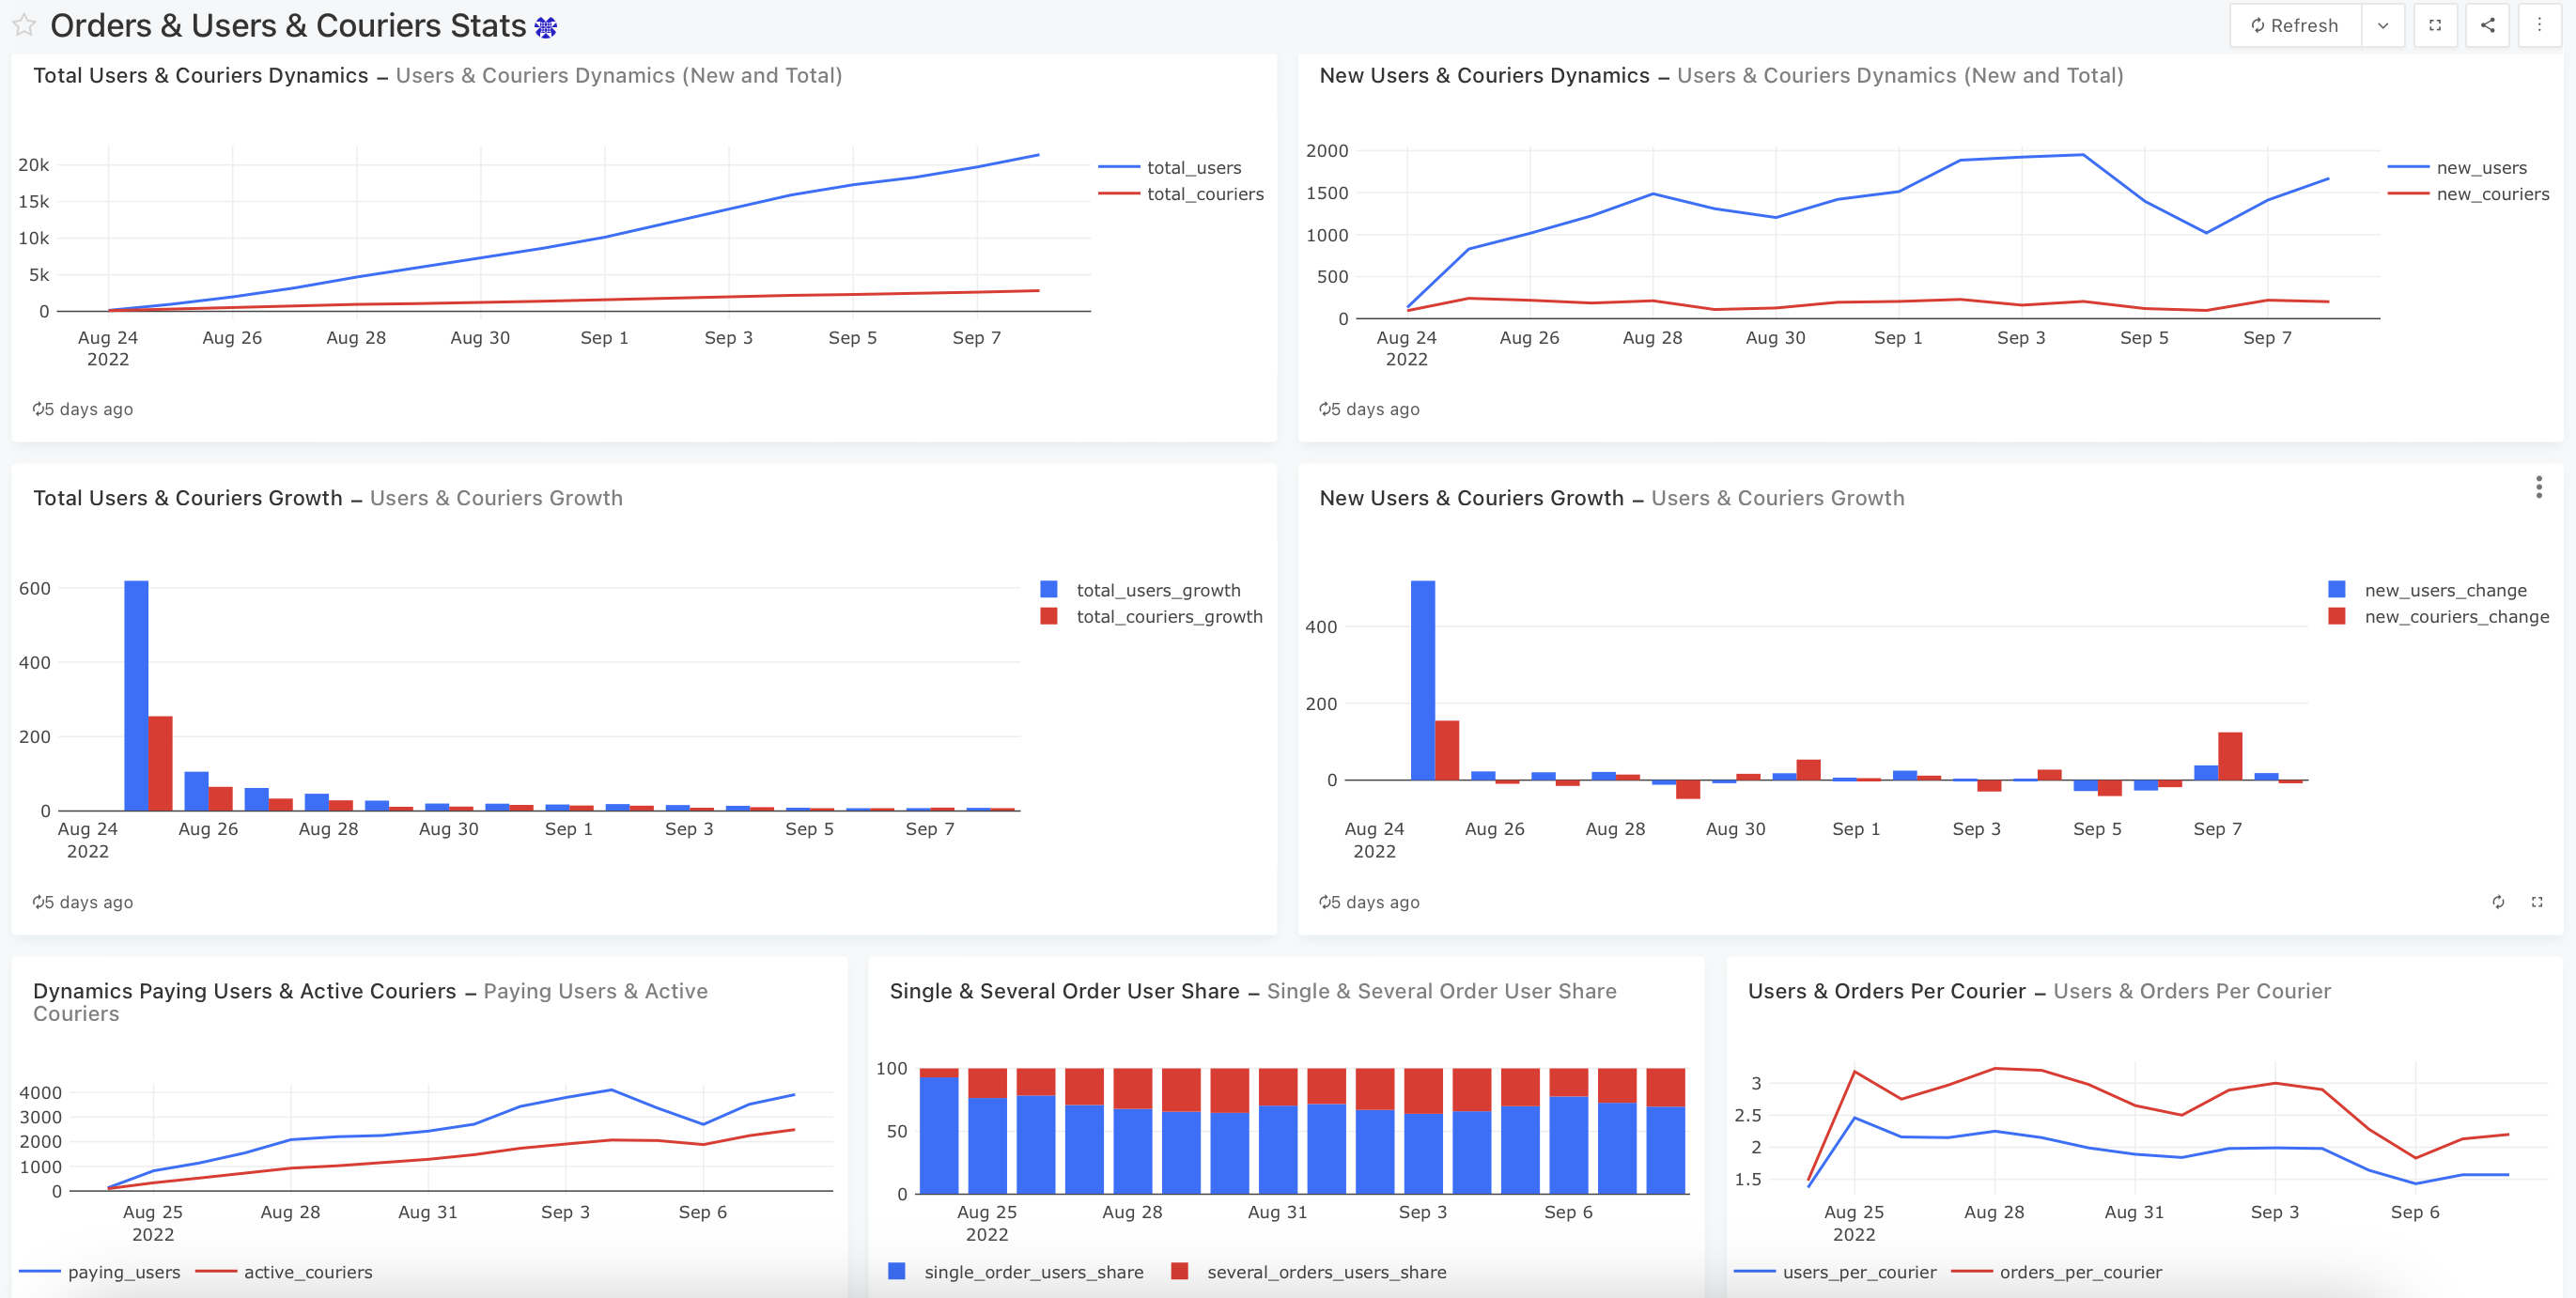 Orders & Users & Couriers Stats
Refresh
Total Users & Couriers Dynamics – Users & Couriers Dynamics (New and Total)
20k
15k
10k
5k
0
Aug 24
2022
Aug 26
Aug 28
Aug 30
Sep 1
Sep 3
Sep 5
Sep 7
total_users
total_couriers
5 days ago
New Users & Couriers Dynamics – Users & Couriers Dynamics (New and Total)
2000
1500
1000
500
0
Aug 24
2022
Aug 26
Aug 28
Aug 30
Sep 1
Sep 3
Sep 5
Sep 7
new_users
new_couriers
5 days ago
Total Users & Couriers Growth – Users & Couriers Growth
600
400
200
0
Aug 24
2022
Aug 26
Aug 28
Aug 30
Sep 1
Sep 3
Sep 5
Sep 7
total_users_growth
total_couriers_growth
5 days ago
New Users & Couriers Growth – Users & Couriers Growth
400
200
0
Aug 24
2022
Aug 26
Aug 28
Aug 30
Sep 1
Sep 3
Sep 5
Sep 7
new_users_change
new_couriers_change
5 days ago
Dynamics Paying Users & Active Couriers – Paying Users & Active
Couriers
4000
3000
2000
1000
0
Aug 25
2022
Aug 28
Aug 31
Sep 3
Sep 6
paying_users
active_couriers
Single & Several Order User Share – Single & Several Order User Share
100
50
0
Aug 25
2022
Aug 28
Aug 31
Sep 3
Sep 6
single_order_users_share
several_orders_users_share
Users & Orders Per Courier – Users & Orders Per Courier
3
2.5
2
1.5
Aug 25
2022
Aug 28
Aug 31
Sep 3
Sep 6
users_per_courier
orders_per_courier